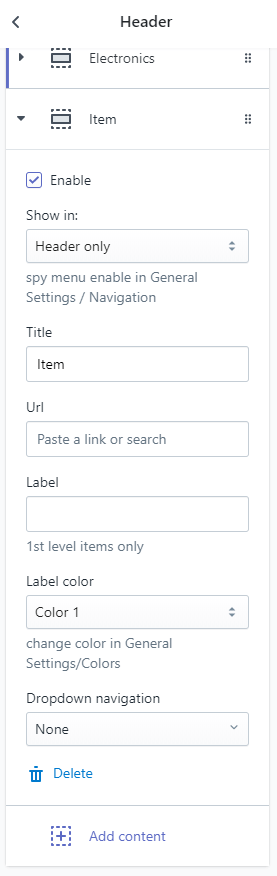 Header
Electronics
Item
Enable
Show in:
Header only
spy menu enable in General
Settings / Navigation
Title
Item
Url
Paste a link or search
Label
1st level items only
Label color
Color 1
change color in General
Settings/Colors
Dropdown navigation
None
Delete
Add content